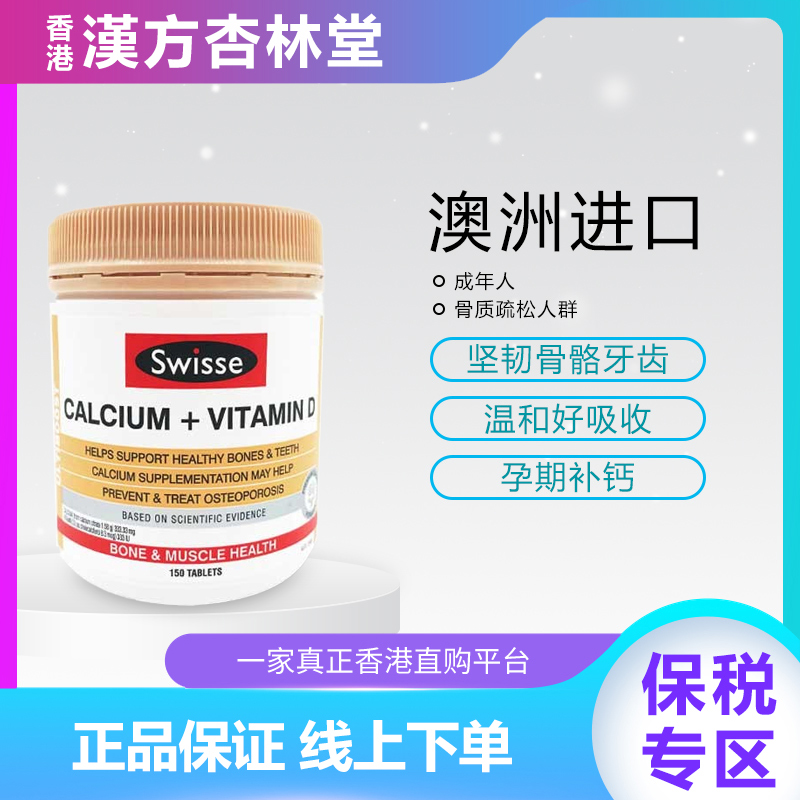 香港 漢方杏林堂
澳洲进口
成年人
骨质疏松人群
坚韧骨骼牙齿
温和好吸收
孕期补钙
Swisse
CALCIUM + VITAMIN D
HELPS SUPPORT HEALTHY BONES & TEETH
CALCIUM SUPPLEMENTATION MAY HELP
PREVENT & TREAT OSTEOPOROSIS
BASED ON SCIENTIFIC EVIDENCE
BONE & MUSCLE HEALTH
150 TABLETS
一家真正香港直购平台
正品保证 线上下单
保税
专区